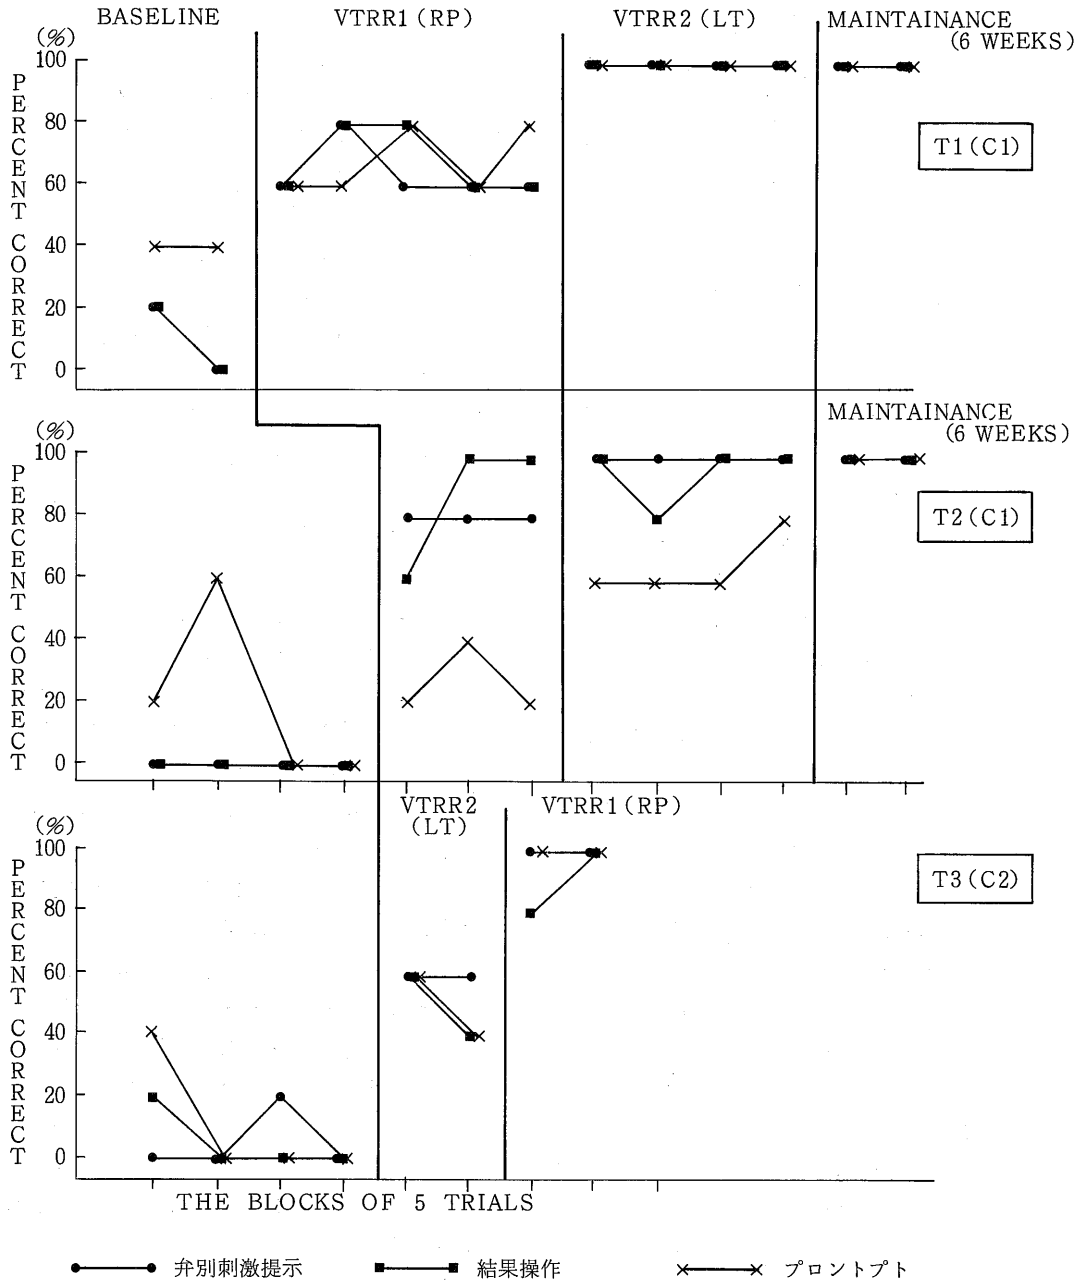 BASELINE VTRR1(RP) VTRR2(LT) MAINTAINANCE
(6 WEEKS)
(%)
100
80
60
40
20
0
PERCENT CORRECT
T1(C1)
MAINTAINANCE
(6 WEEKS)
(%)
100
80
60
40
20
0
PERCENT CORRECT
T2(C1)
VTRR2
(LT)
VTRR1(RP)
(%)
100
80
60
40
20
0
PERCENT CORRECT
T3(C2)
THE BLOCKS OF 5 TRIALS
弁別刺激提示 結果操作 プロントプト